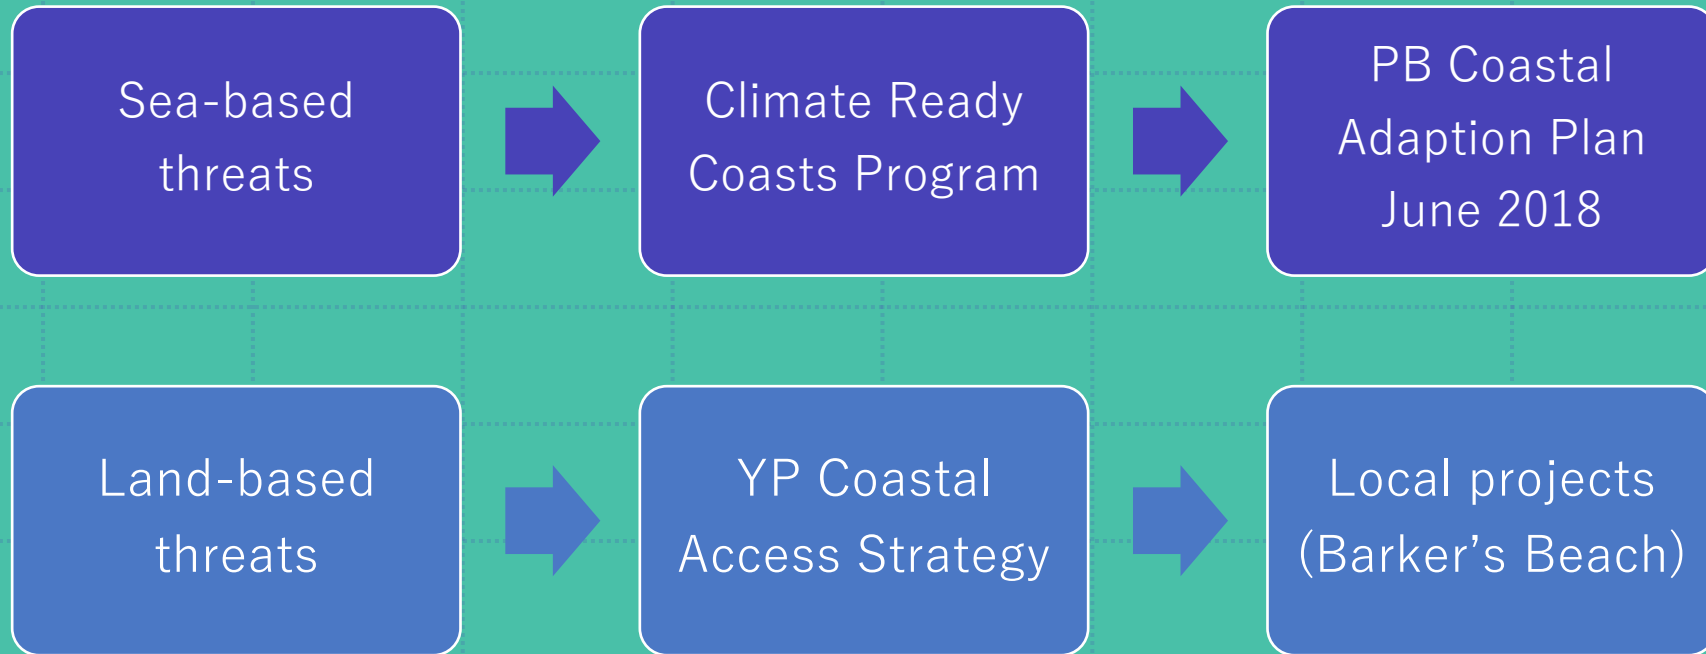 Sea-based
threats
Climate Ready
Coasts Program
PB Coastal
Adaption Plan
June 2018
Land-based
threats
YP Coastal
Access Strategy
Local projects
(Barker’s Beach)